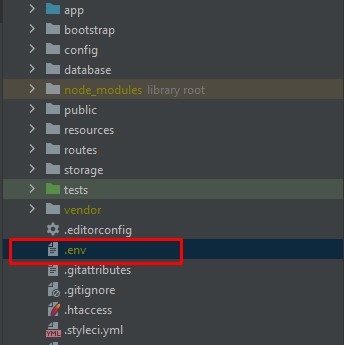 app
bootstrap
config
database
node_modules library root
public
resources
routes
storage
tests
vendor
.editorconfig
.env
.gitattributes
.gitignore
.htaccess
.styleci.yml